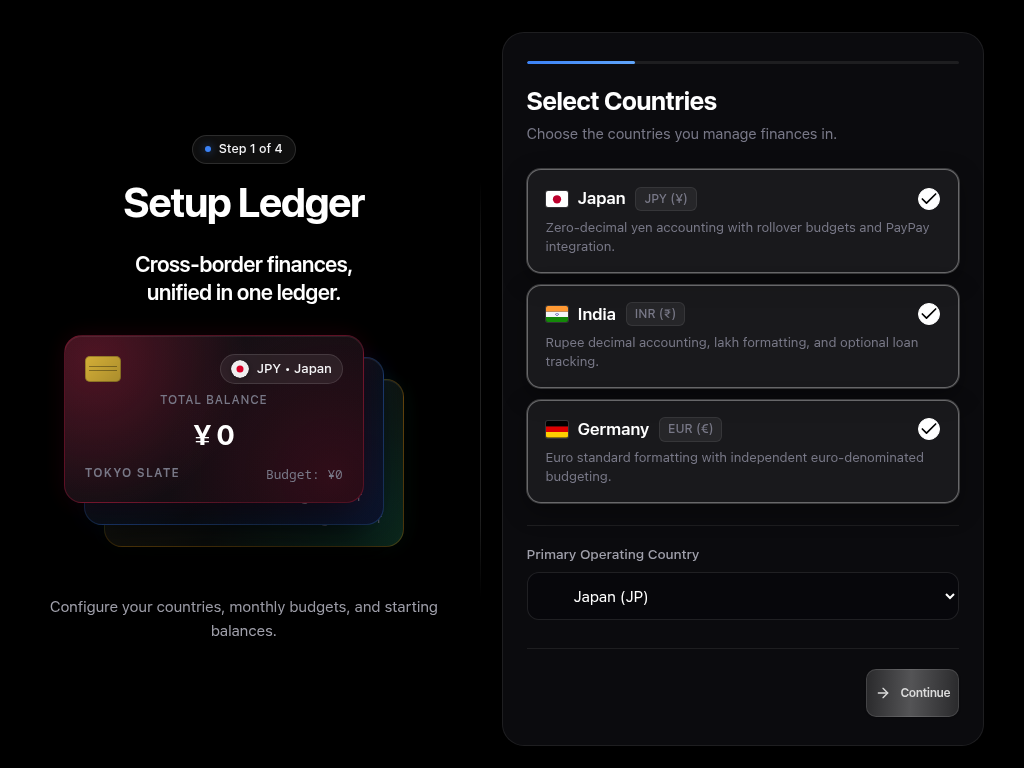 Step 1 of 4
Setup Ledger
Cross-border finances,
unified in one ledger.
JPY • Japan
TOTAL BALANCE
¥ 0
TOKYO SLATE
Budget: ¥0
Configure your countries, monthly budgets, and starting
balances.
Select Countries
Choose the countries you manage finances in.
Japan
JPY (¥)
Zero-decimal yen accounting with rollover budgets and PayPay
integration.
India
INR (₹)
Rupee decimal accounting, lakh formatting, and optional loan
tracking.
Germany
EUR (€)
Euro standard formatting with independent euro-denominated
budgeting.
Primary Operating Country
Japan (JP)
Continue